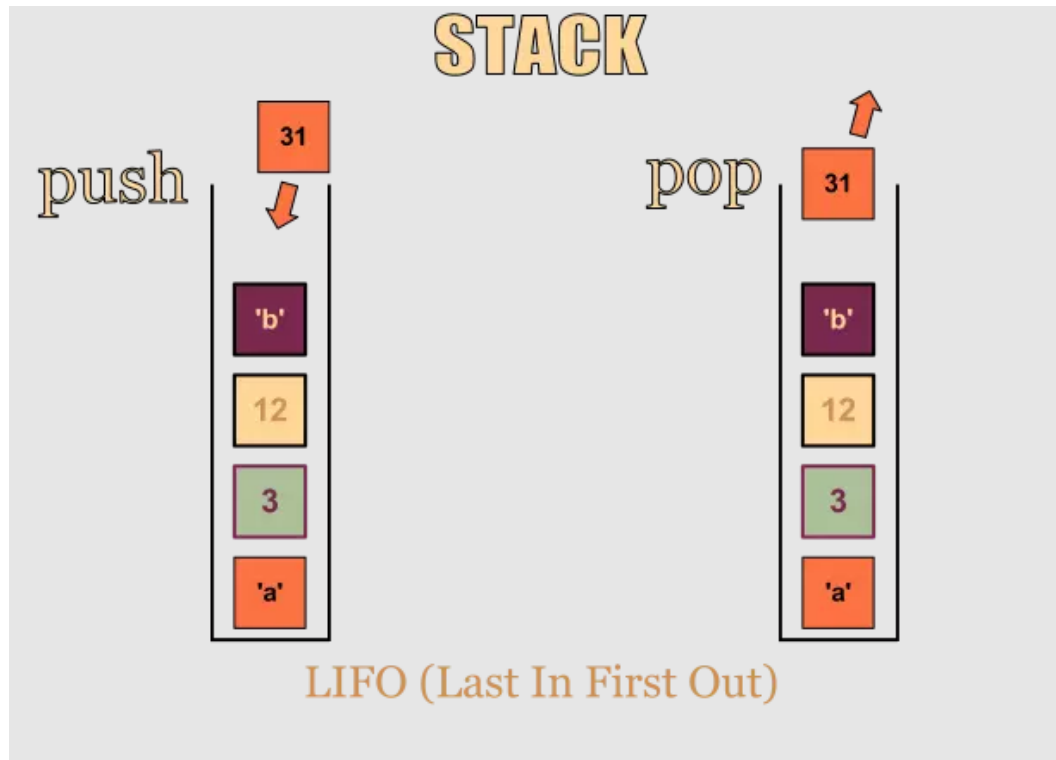 STACK
push
31
'b'
12
3
'a'
pop
31
'b'
12
3
'a'
LIFO (Last In First Out)